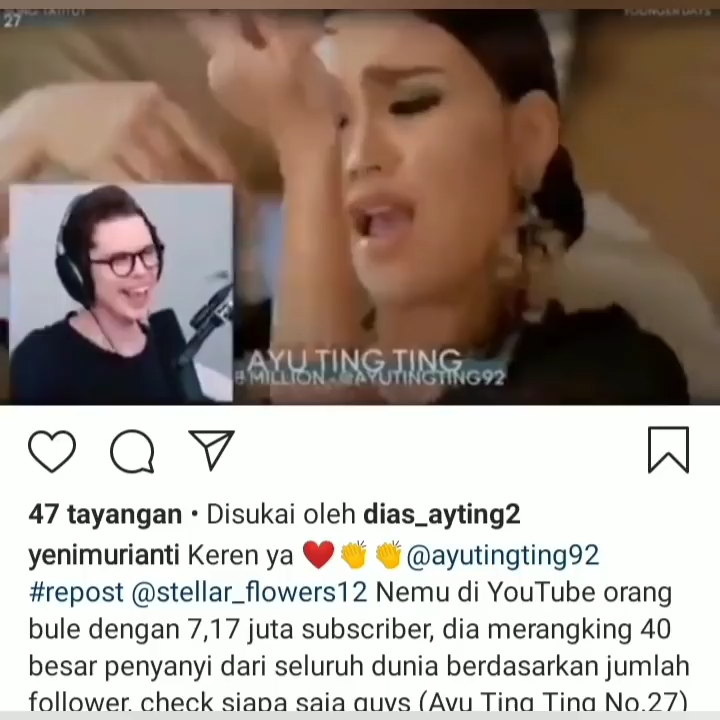 27
AYU TING TING
MILLION - @AYUTINGTING92
47 tayangan • Disukai oleh dias_ayting2
yenimurianti Keren ya ❤️👏👏@ayutingting92
#repost @stellar_flowers12 Nemu di YouTube orang
bule dengan 7,17 juta subscriber, dia merangking 40
besar penyanyi dari seluruh dunia berdasarkan jumlah
follower, check siapa saja guys (Ayu Ting Ting No.27)